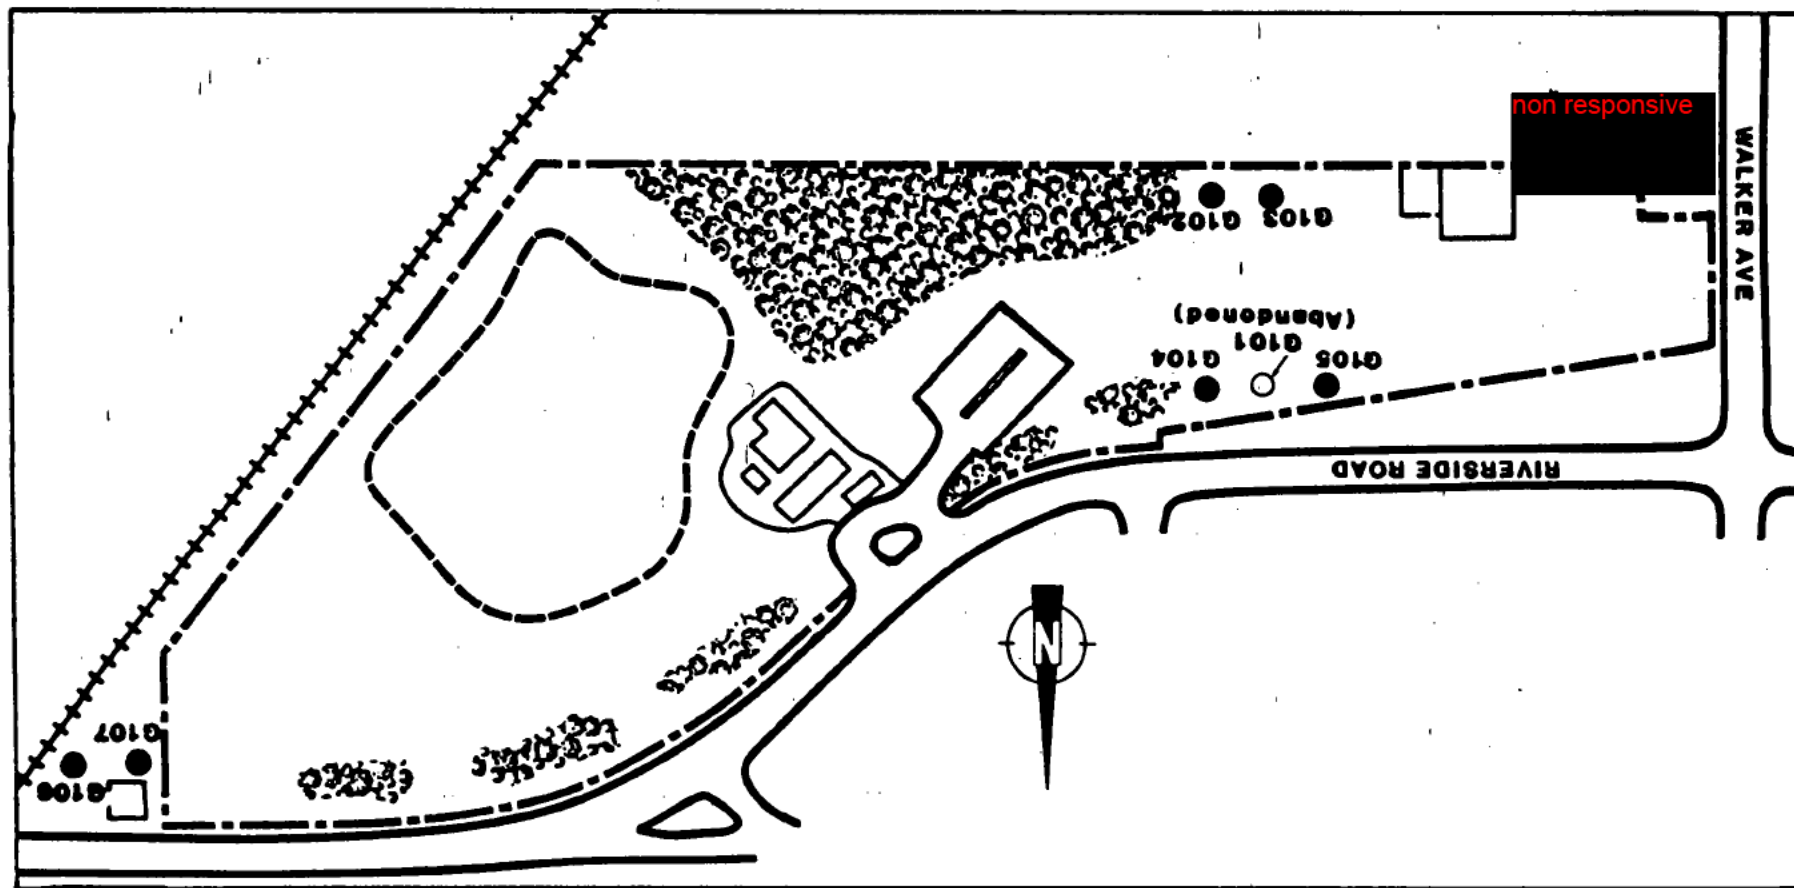 non responsive
WALKER AVE
G102
G103
(Abandoned)
G101
G104
G105
RIVERSIDE ROAD
N
G107
G106